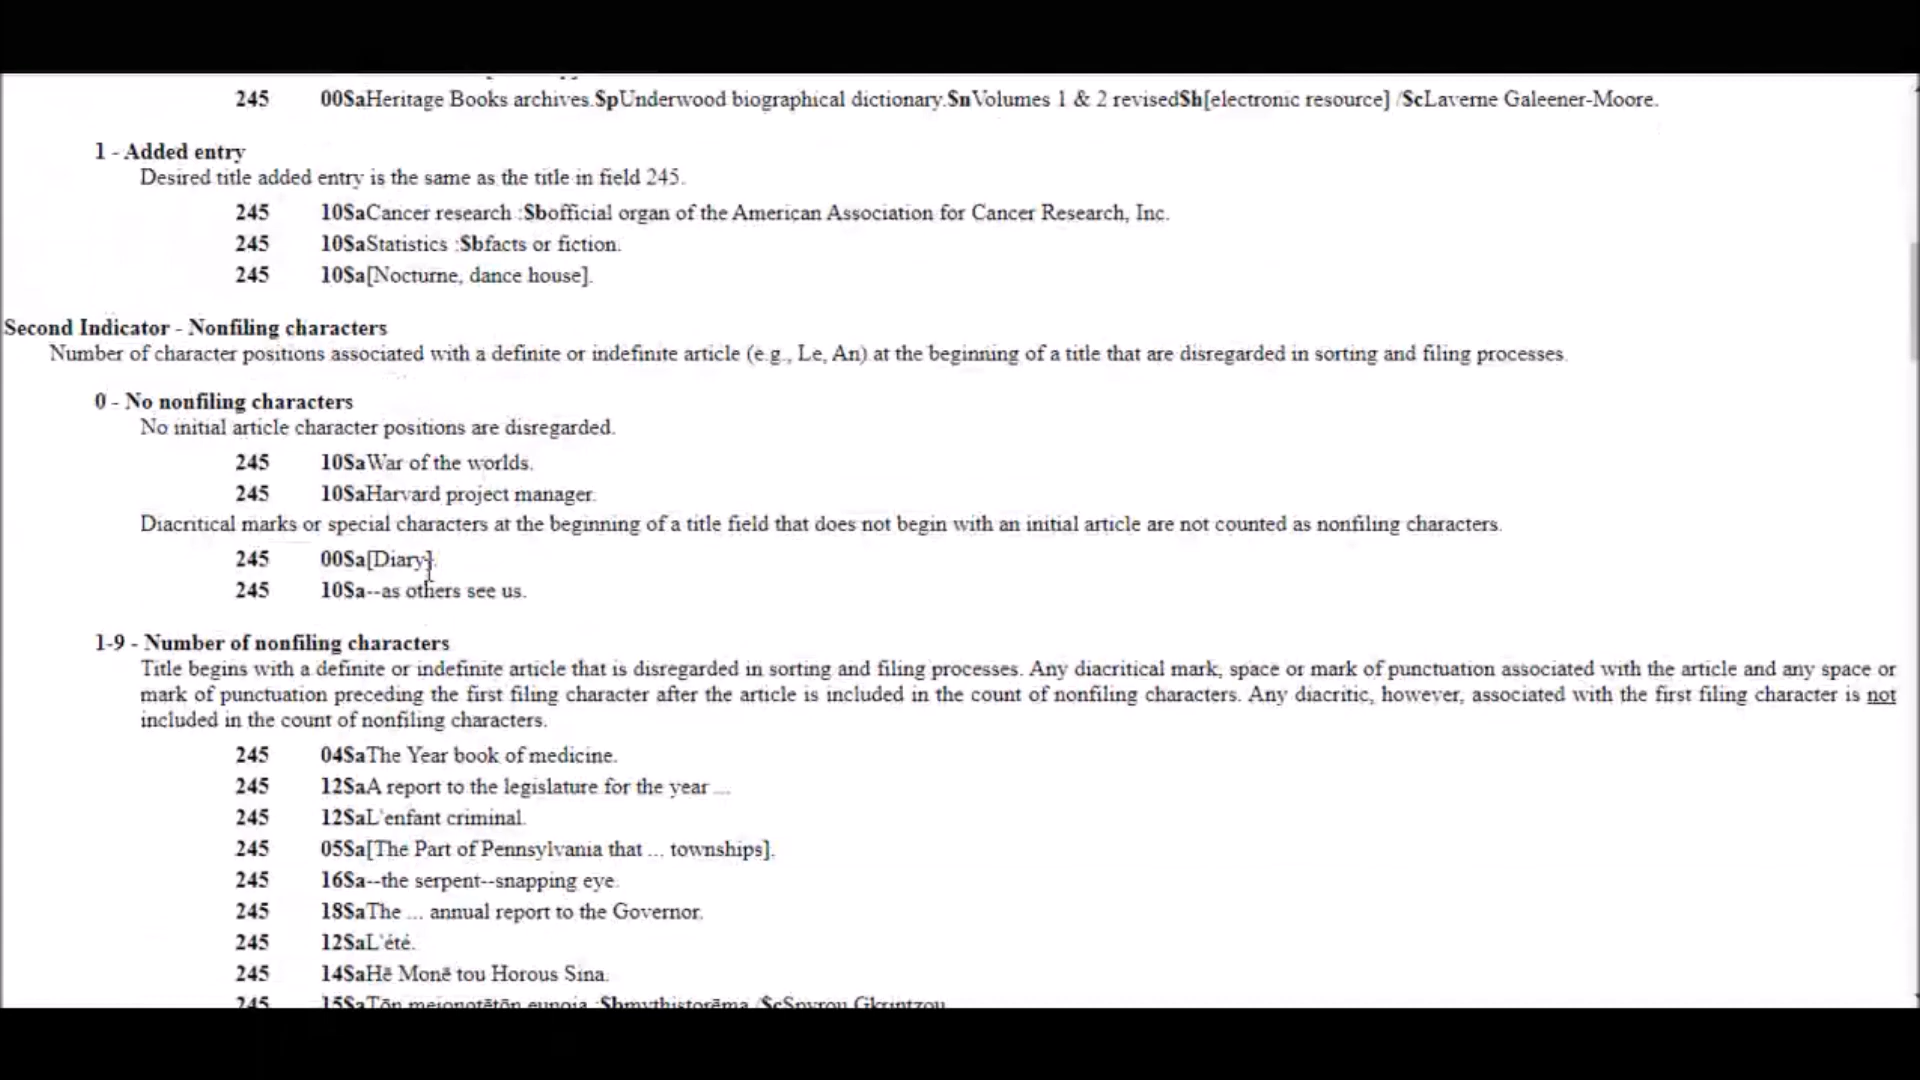 245 00$aHeritage Books archives.$pUnderwood biographical dictionary.$nVolumes 1 & 2 revised$h[electronic resource] /$cLaverne Galeener-Moore.
1 - Added entry
Desired title added entry is the same as the title in field 245.
245 10$aCancer research :$bofficial organ of the American Association for Cancer Research, Inc.
245 10$aStatistics :$bfacts or fiction.
245 10$a[Nocturne, dance house].
Second Indicator - Nonfiling characters
Number of character positions associated with a definite or indefinite article (e.g., Le, An) at the beginning of a title that are disregarded in sorting and filing processes.
0 - No nonfiling characters
No initial article character positions are disregarded.
245 10$aWar of the worlds.
245 10$aHarvard project manager.
Diacritical marks or special characters at the beginning of a title field that does not begin with an initial article are not counted as nonfiling characters.
245 00$a[Diary].
245 10$a--as others see us.
1-9 - Number of nonfiling characters
Title begins with a definite or indefinite article that is disregarded in sorting and filing processes. Any diacritical mark, space or mark of punctuation associated with the article and any space or
mark of punctuation preceding the first filing character after the article is included in the count of nonfiling characters. Any diacritic, however, associated with the first filing character is not
included in the count of nonfiling characters.
245 04$aThe Year book of medicine.
245 12$aA report to the legislature for the year ...
245 12$aL'enfant criminal.
245 05$a[The Part of Pennsylvania that ... townships].
245 16$a--the serpent--snapping eye.
245 18$aThe ... annual report to the Governor.
245 12$aL'été.
245 14$aHē Monē tou Horous Sina.
245 15$aTōn meionotētōn eunoia :$bmythistorēma /$cSpyrou Gkrintzou.